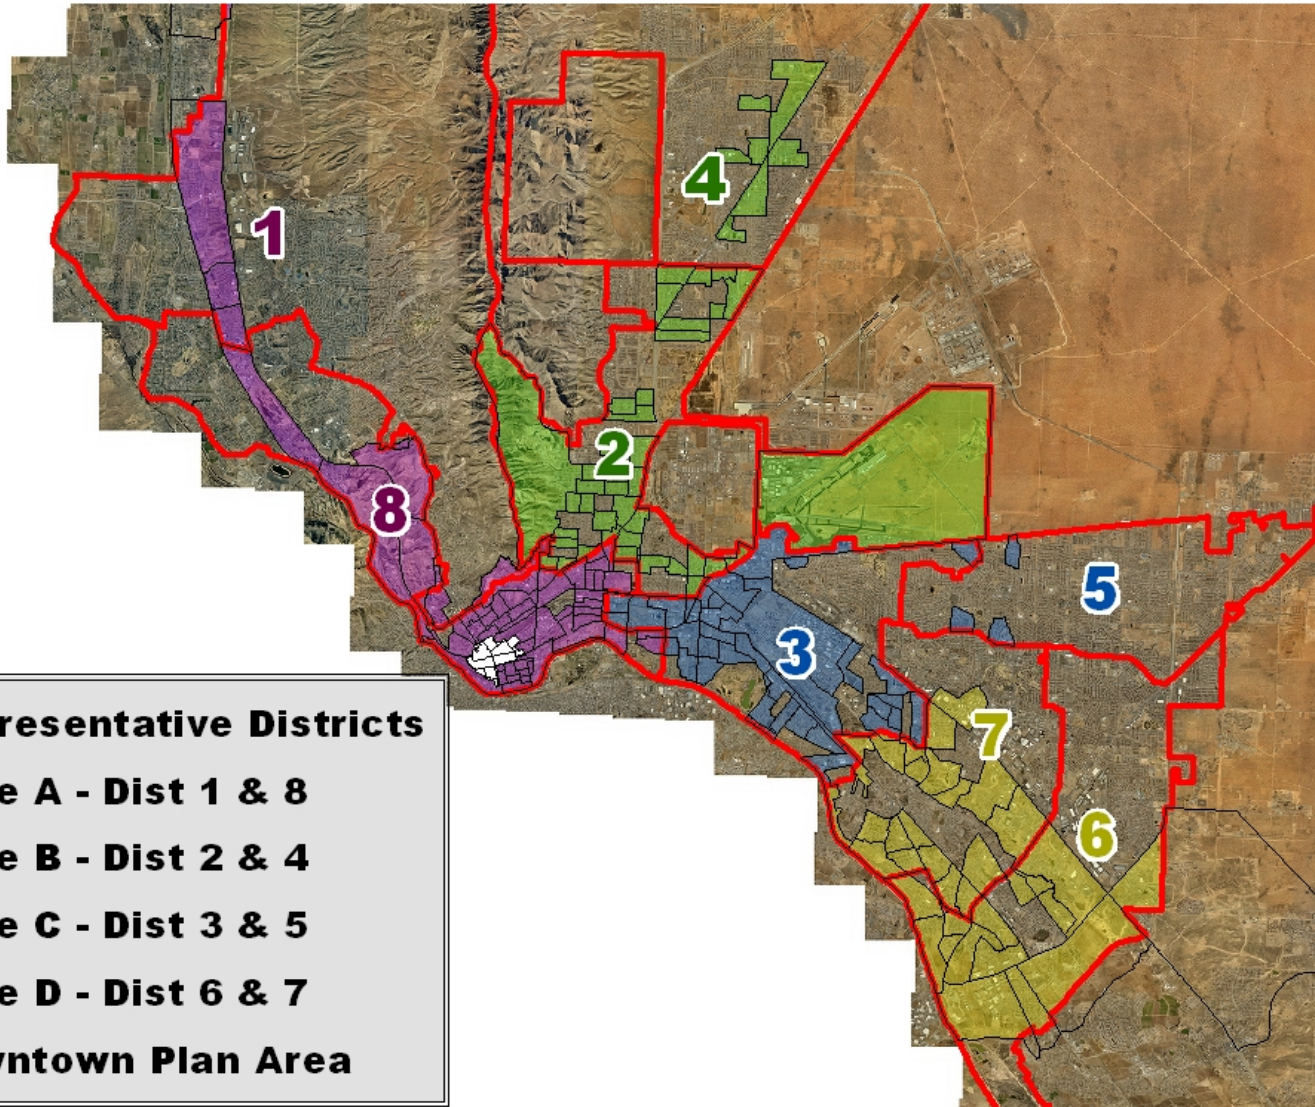 1
4
2
8
5
3
7
6
resentative Districts
e A - Dist 1 & 8
e B - Dist 2 & 4
e C - Dist 3 & 5
e D - Dist 6 & 7
wntown Plan Area